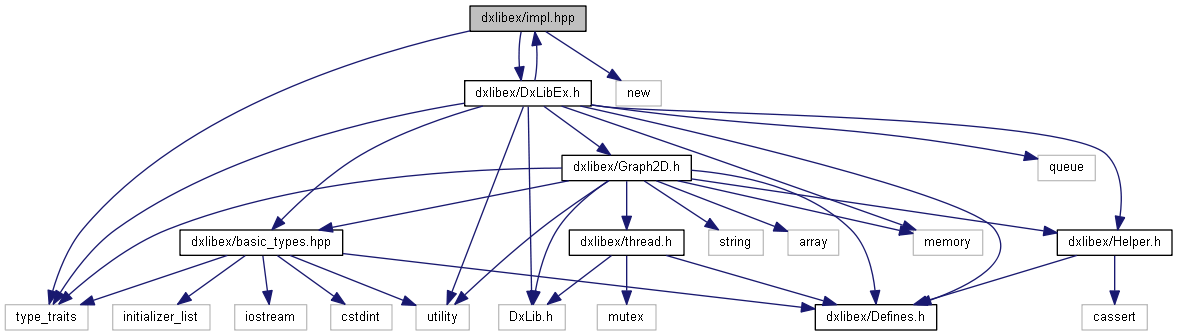 dxlibex/impl.hpp
dxlibex/DxLibEx.h
new
dxlibex/Graph2D.h
queue
dxlibex/basic_types.hpp
dxlibex/thread.h
string
array
memory
dxlibex/Helper.h
type_traits
initializer_list
iostream
cstdint
utility
DxLib.h
mutex
dxlibex/Defines.h
cassert